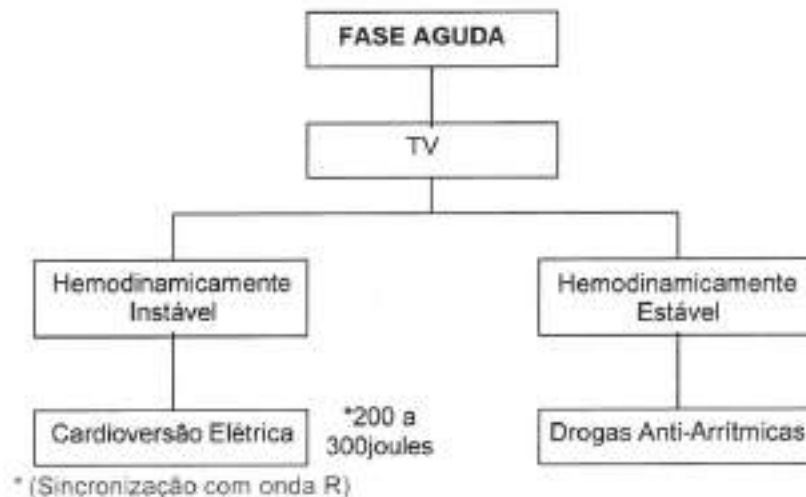 FASE AGUDA
TV
Hemodinamicamente
Instável
Hemodinamicamente
Estável
Cardioversão Elétrica
*200 a
300joules
Drogas Anti-Arrítmicas
* (Sincronização com onda R)